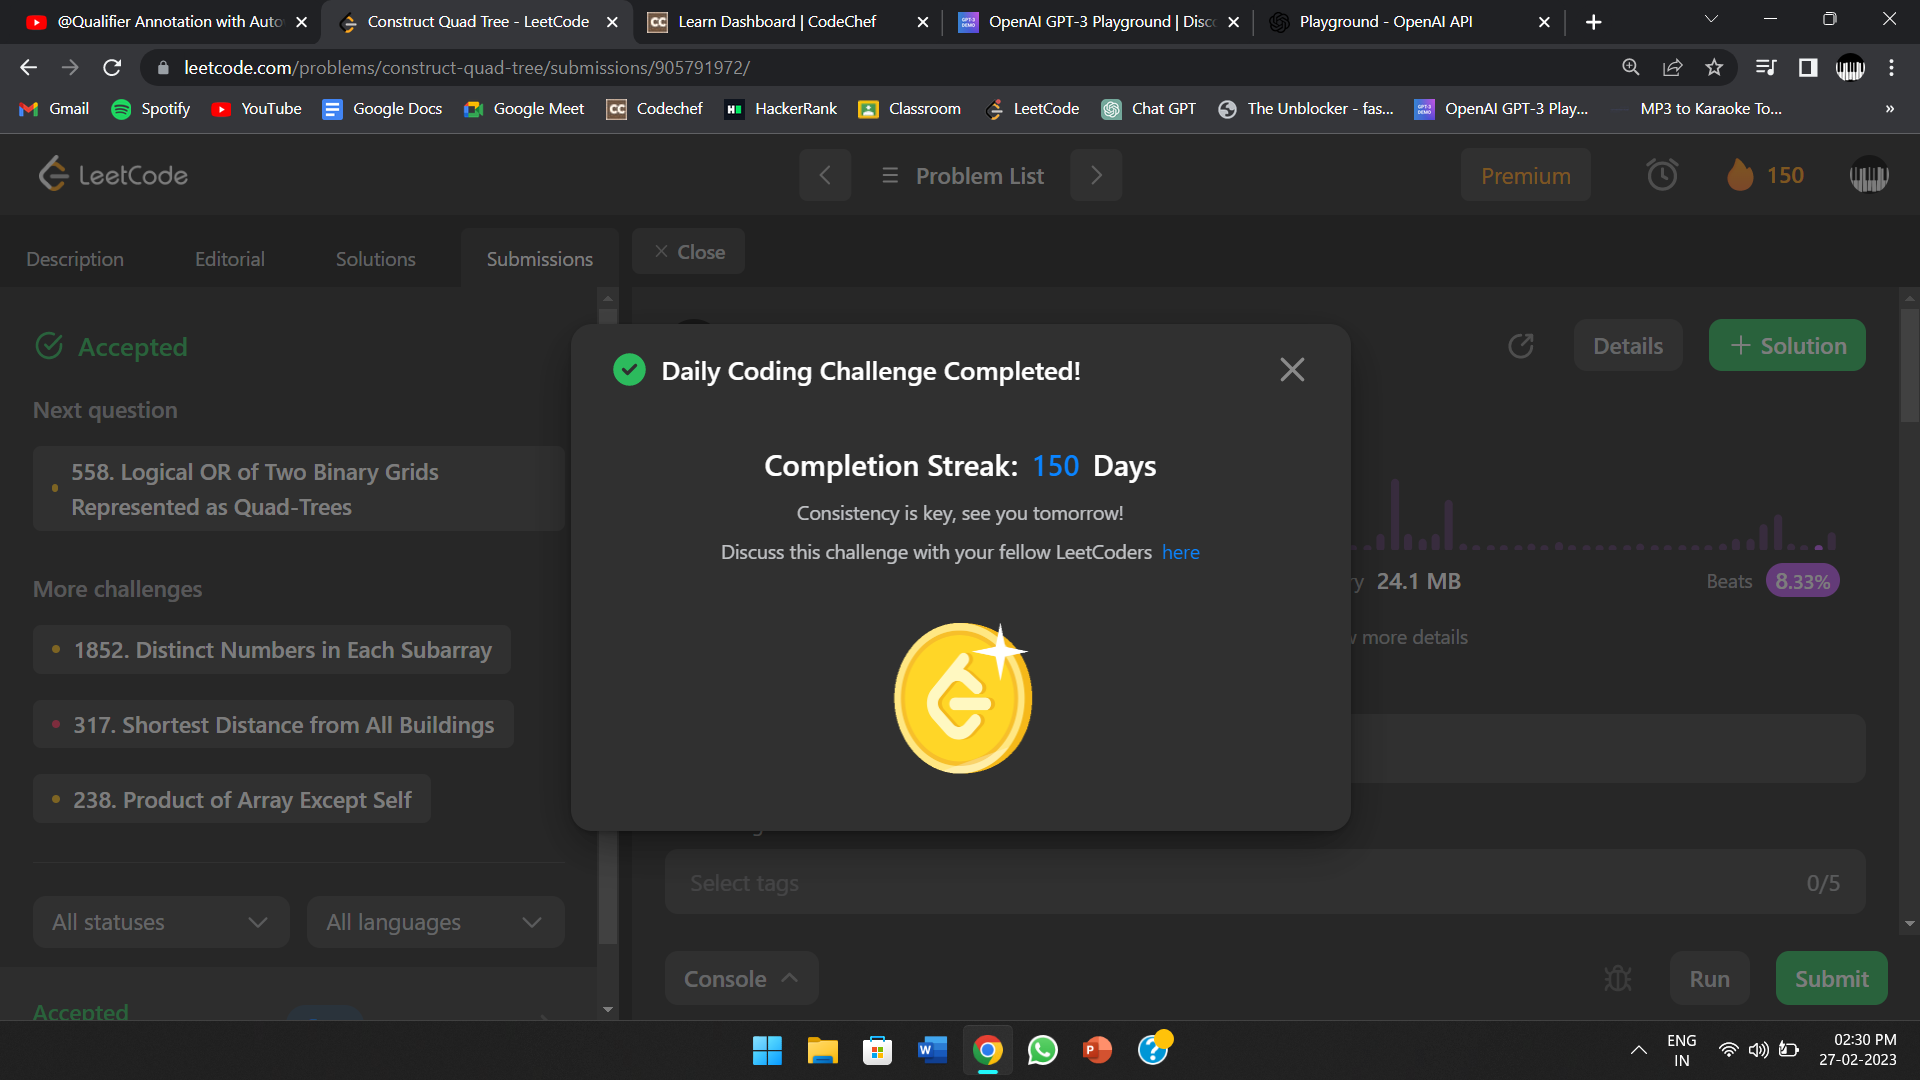 @Qualifier Annotation with Auto
Construct Quad Tree - LeetCode
Learn Dashboard | CodeChef
OpenAI GPT-3 Playground | Disc
Playground - OpenAI API
leetcode.com/problems/construct-quad-tree/submissions/905791972/
Gmail
Spotify
YouTube
Google Docs
Google Meet
CC
Codechef
Classroom
HackerRank
LeetCode
Chat GPT
The Unblocker - fas...
OpenAI GPT-3 Play...
MP3 to Karaoke To...
»
LeetCode
Problem List
Premium
150
Description
Editorial
Solutions
Submissions
Close
Accepted
Next question
558. Logical OR of Two Binary Grids
Represented as Quad-Trees
More challenges
1852. Distinct Numbers in Each Subarray
317. Shortest Distance from All Buildings
238. Product of Array Except Self
All statuses
All languages
Accepted
Details
+ Solution
Daily Coding Challenge Completed!
Completion Streak: 150 Days
Consistency is key, see you tomorrow!
Discuss this challenge with your fellow LeetCoders here
ry 24.1 MB
Beats 8.33%
w more details
Select tags
0/5
Console
Run
Submit
ENG
IN
02:30 PM
27-02-2023